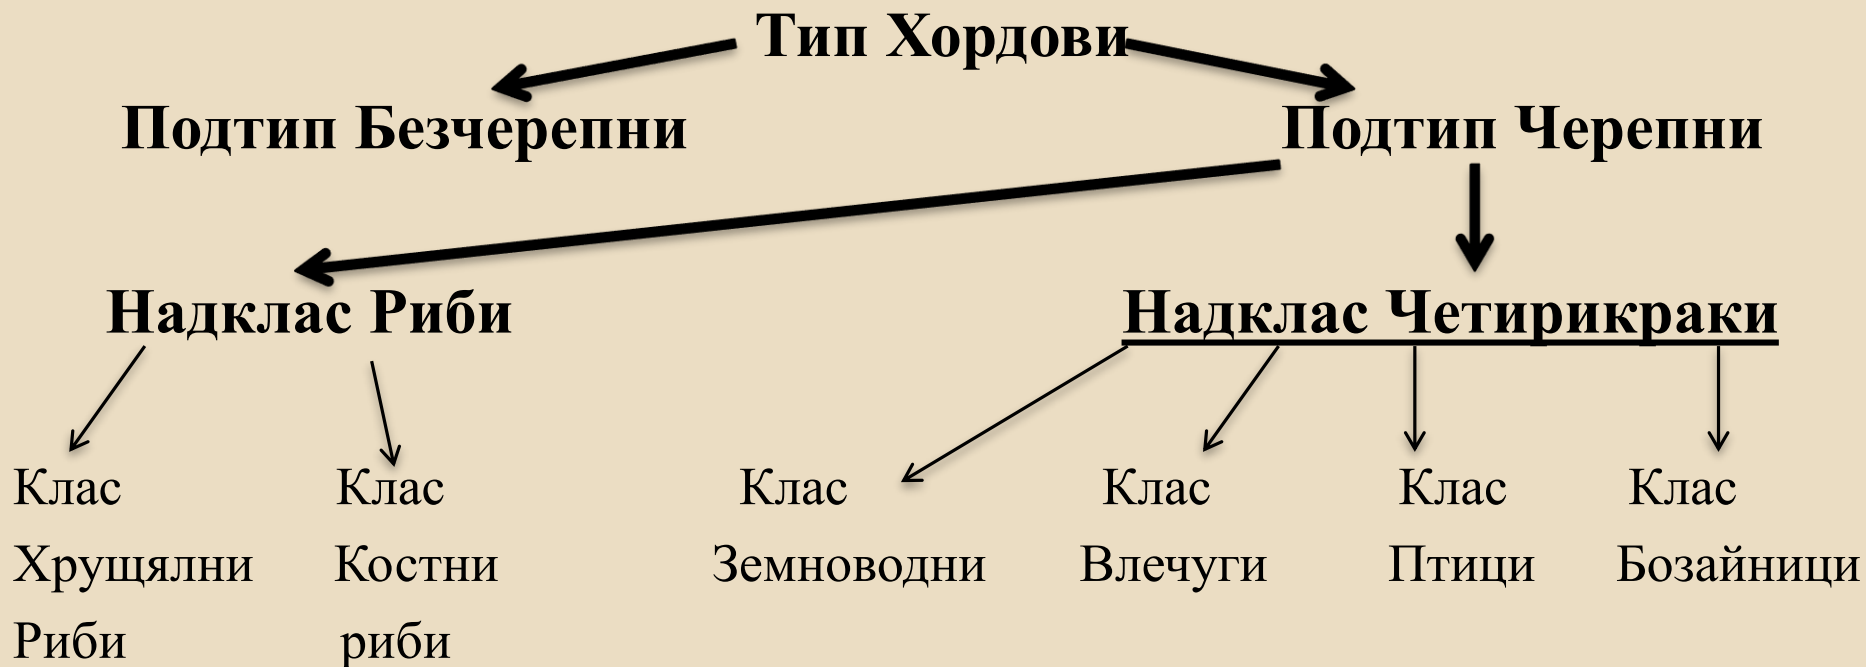 Тип Хордови
Подтип Безчерепни
Подтип Черепни
Надклас Риби
Надклас Четирикраки
Клас
Хрущялни
Риби
Клас
Костни
риби
Клас
Земноводни
Клас
Влечуги
Клас
Птици
Клас
Бозайници